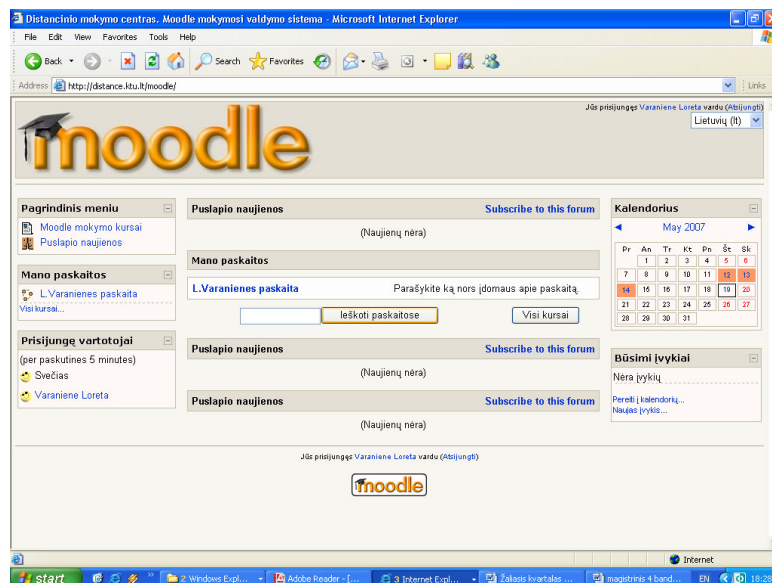 Distancinio mokymo centras. Moodle mokymosi valdymo sistema - Microsoft Internet Explorer
File Edit View Favorites Tools Help
Back Search Favorites
Address http://distance.ktu.lt/moodle/ Links
Jūs prisijungęs Varaniene Loreta vardu (Atsijungti)
Lietuvių (lt)
moodle
Pagrindinis meniu
Moodle mokymo kursai
Puslapio naujienos
Mano paskaitos
L.Varanienes paskaita
Visi kursai...
Prisijungę vartotojai
(per paskutines 5 minutes)
Svečias
Varaniene Loreta
Puslapio naujienos Subscribe to this forum
(Naujienų nėra)
Mano paskaitos
L.Varanienes paskaita Parašykite ką nors įdomaus apie paskaitą.
Ieškoti paskaitose Visi kursai
Puslapio naujienos Subscribe to this forum
(Naujienų nėra)
Puslapio naujienos Subscribe to this forum
(Naujienų nėra)
Kalendorius
May 2007
Pr An Tr Kt Pn Št Sk
1 2 3 4 5 6
7 8 9 10 11 12 13
14 15 16 17 18 19 20
21 22 23 24 25 26 27
28 29 30 31
Būsimi įvykiai
Nėra įvykių
Pereiti į kalendorių...
Naujas įvykis...
Jūs prisijungęs Varaniene Loreta vardu (Atsijungti)
moodle
Internet
start 2 Windows Expl... Adobe Reader - [... 3 Internet Expl... Žaliasis kvartalas ... magistrinis 4 band... EN